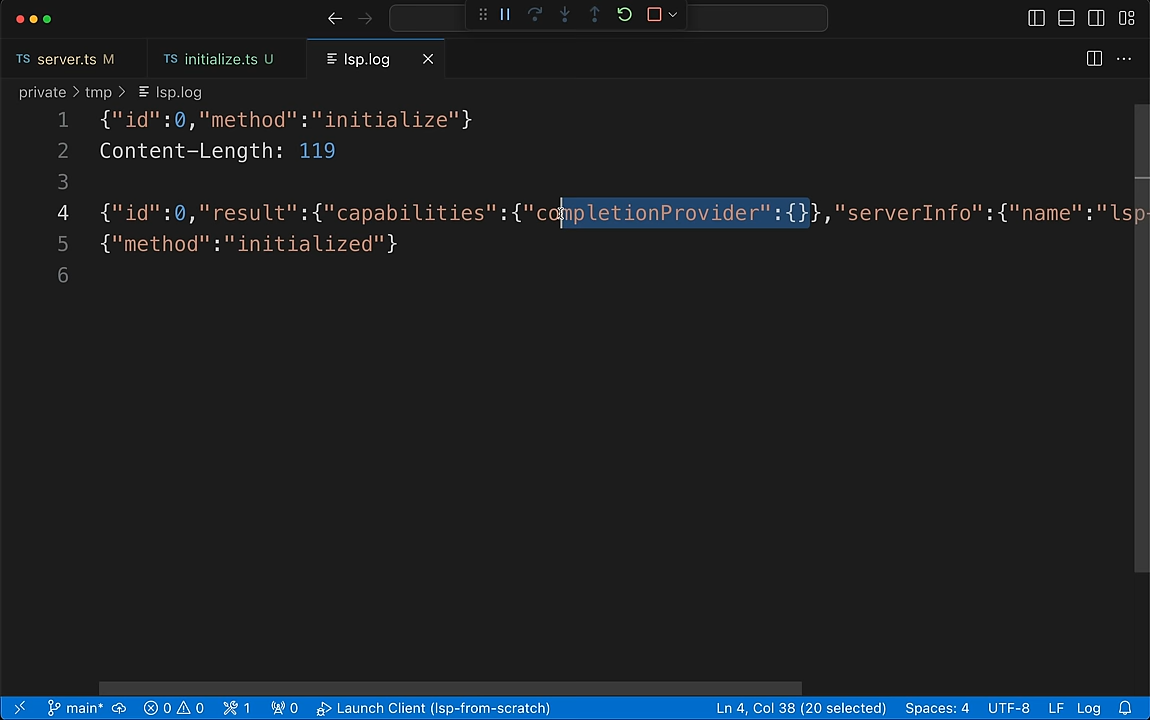 TS server.ts M
TS initialize.ts U
lsp.log
private > tmp > lsp.log
1 {"id":0,"method":"initialize"}
2 Content-Length: 119
3
4 {"id":0,"result":{"capabilities":{"completionProvider":{}},"serverInfo":{"name":"lsp-
5 {"method":"initialized"}
6
main* 0 0 1 0 Launch Client (lsp-from-scratch) Ln 4, Col 38 (20 selected) Spaces: 4 UTF-8 LF Log